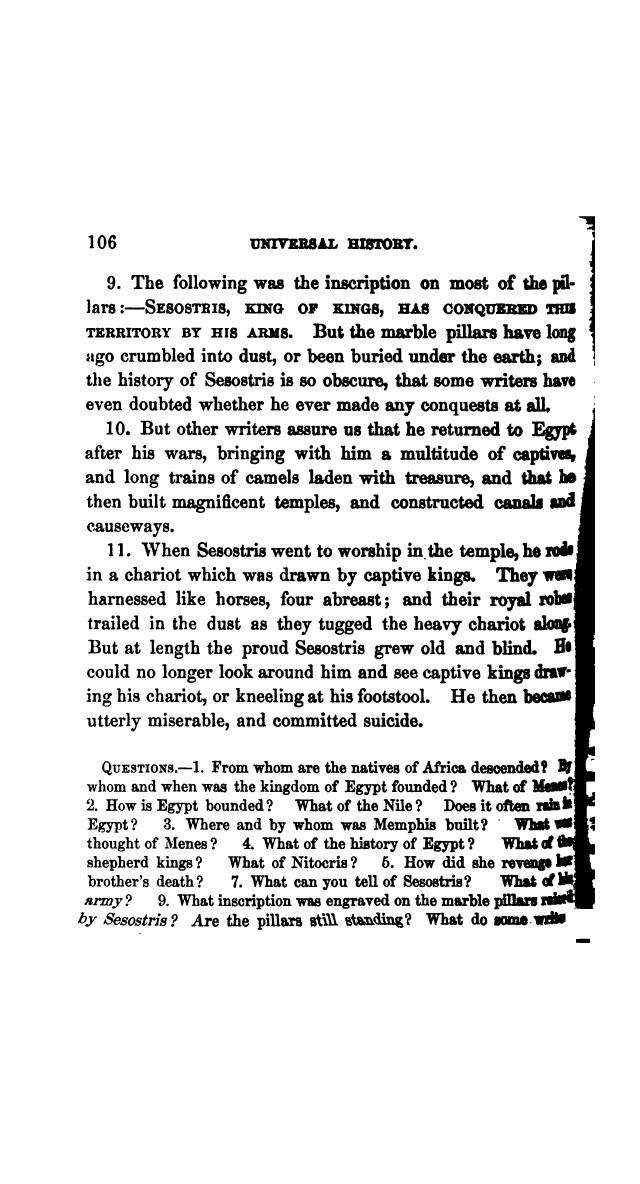 106 UNIVERSAL HISTORY.
9. The following was the inscription on most of the pil-
lars:—SESOSTRIS, KING OF KINGS, HAS CONQUERED THIS
TERRITORY BY HIS ARMS. But the marble pillars have long
ago crumbled into dust, or been buried under the earth; and
the history of Sesostris is so obscure, that some writers have
even doubted whether he ever made any conquests at all.
10. But other writers assure us that he returned to Egypt
after his wars, bringing with him a multitude of captives,
and long trains of camels laden with treasure, and that he
then built magnificent temples, and constructed canals and
causeways.
11. When Sesostris went to worship in the temple, he rode
in a chariot which was drawn by captive kings. They were
harnessed like horses, four abreast; and their royal robes
trailed in the dust as they tugged the heavy chariot along.
But at length the proud Sesostris grew old and blind. He
could no longer look around him and see captive kings draw-
ing his chariot, or kneeling at his footstool. He then became
utterly miserable, and committed suicide.
QUESTIONS.—1. From whom are the natives of Africa descended? By
whom and when was the kingdom of Egypt founded? What of Menes?
2. How is Egypt bounded? What of the Nile? Does it often rain in
Egypt? 3. Where and by whom was Memphis built? What was
thought of Menes? 4. What of the history of Egypt? What of the
shepherd kings? What of Nitocris? 5. How did she revenge her
brother's death? 7. What can you tell of Sesostris? What of his
army? 9. What inscription was engraved on the marble pillars raised
by Sesostris? Are the pillars still standing? What do some